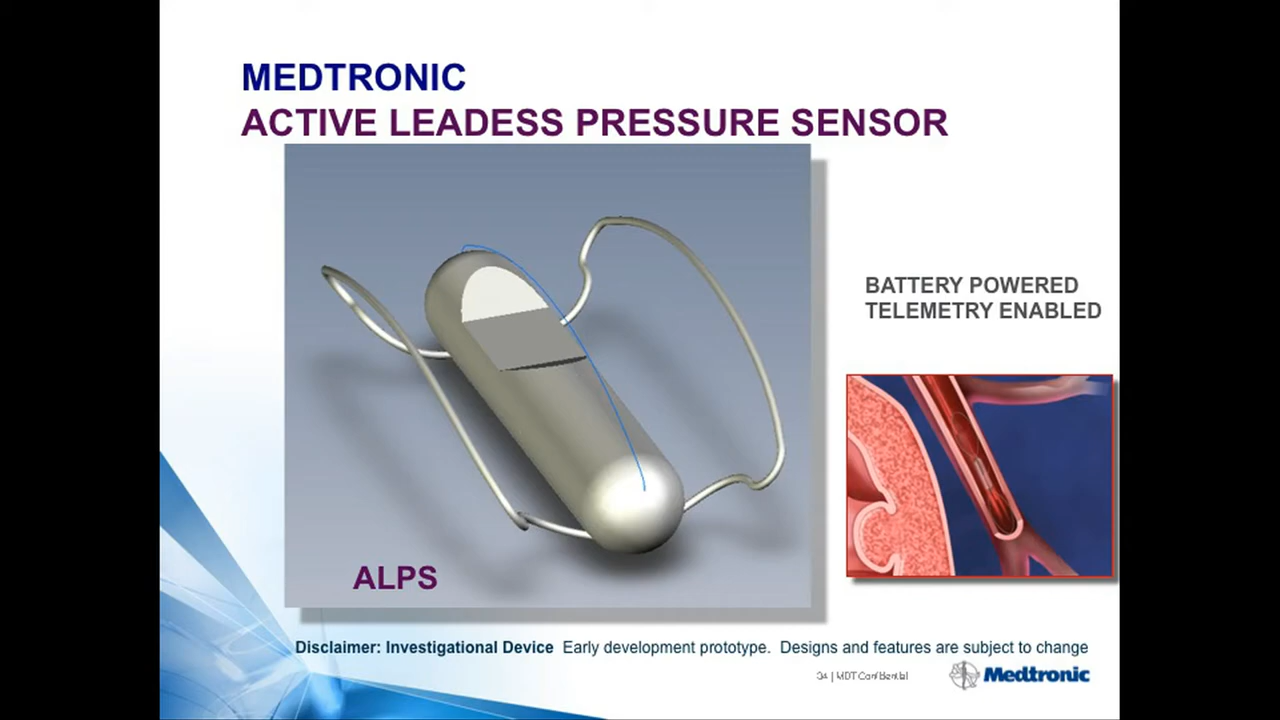 MEDTRONIC
ACTIVE LEADESS PRESSURE SENSOR
BATTERY POWERED
TELEMETRY ENABLED
ALPS
Disclaimer: Investigational Device Early development prototype. Designs and features are subject to change
34 | MDT Confidential
Medtronic